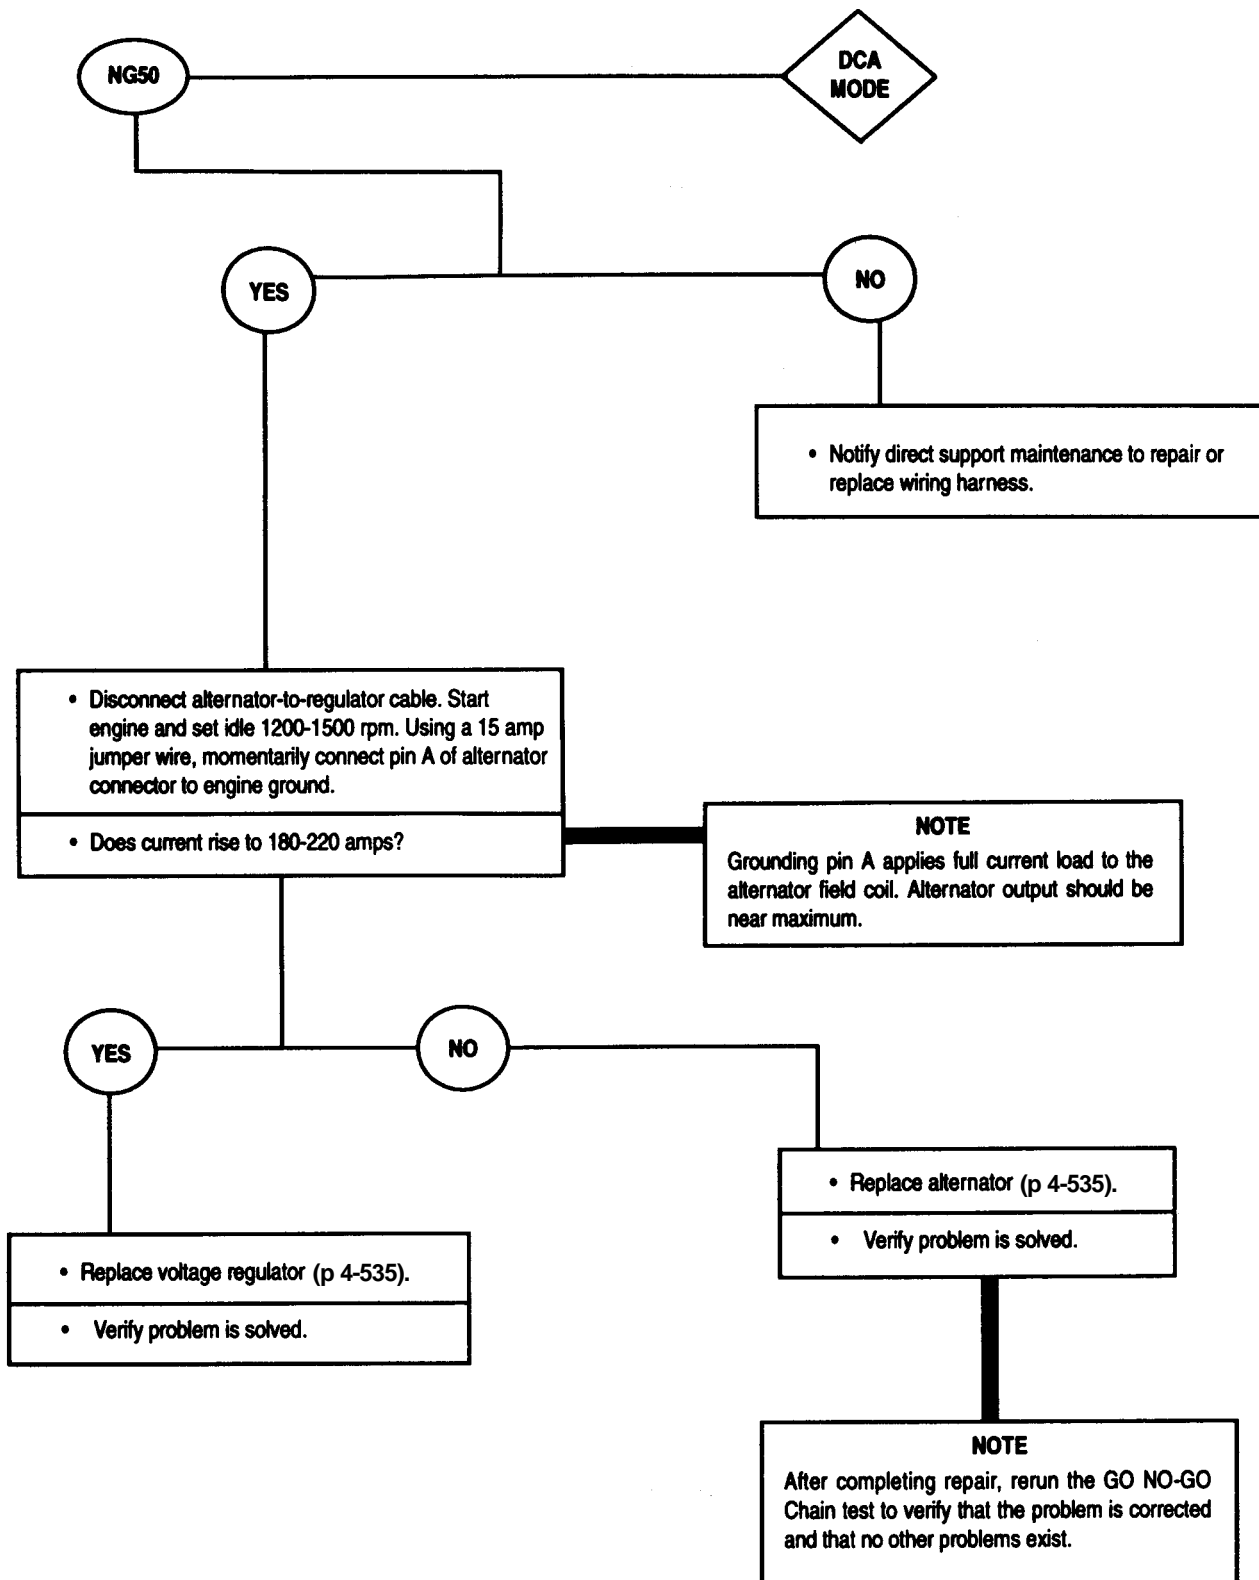 NG50
DCA
MODE
YES
NO
• Notify direct support maintenance to repair or
replace wiring harness.
• Disconnect alternator-to-regulator cable. Start
engine and set idle 1200-1500 rpm. Using a 15 amp
jumper wire, momentarily connect pin A of alternator
connector to engine ground.
• Does current rise to 180-220 amps?
NOTE
Grounding pin A applies full current load to the
alternator field coil. Alternator output should be
near maximum.
YES
NO
• Replace alternator (p 4-535).
• Verify problem is solved.
• Replace voltage regulator (p 4-535).
• Verify problem is solved.
NOTE
After completing repair, rerun the GO NO-GO
Chain test to verify that the problem is corrected
and that no other problems exist.